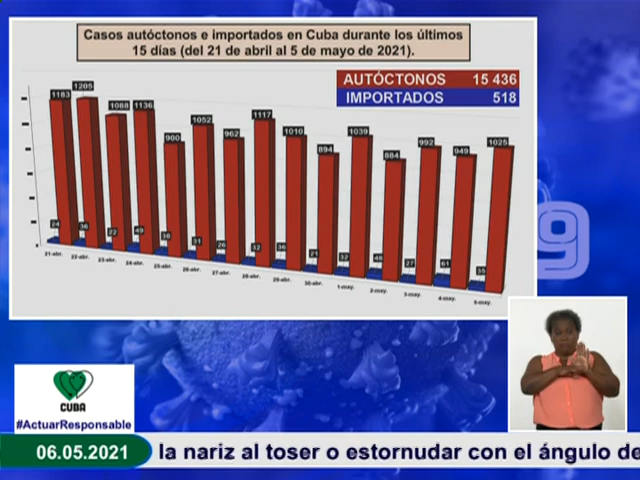 Casos autóctonos e importados en Cuba durante los últimos
15 días (del 21 de abril al 5 de mayo de 2021).
AUTÓCTONOS 15 436
IMPORTADOS 518
1183 1205 1088 1136 900 1052 962 1117 1010 894 1039 884 992 949 1025
24 36 22 49 38 31 26 32 36 21 32 48 27 61 35
21-abr. 22-abr. 23-abr. 24-abr. 25-abr. 26-abr. 27-abr. 28-abr. 29-abr. 30-abr. 1-may. 2-may. 3-may. 4-may. 5-may.
9
CUBA
#ActuarResponsable
06.05.2021 la nariz al toser o estornudar con el ángulo de